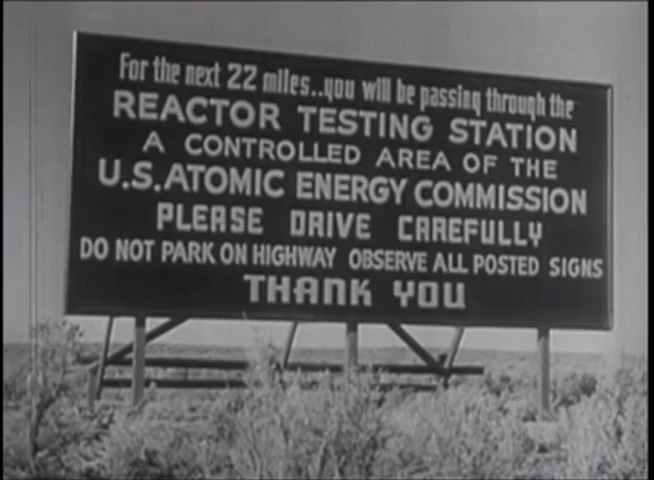 For the next 22 miles..you will be passing through the
REACTOR TESTING STATION
A CONTROLLED AREA OF THE
U.S. ATOMIC ENERGY COMMISSION
PLEASE DRIVE CAREFULLY
DO NOT PARK ON HIGHWAY OBSERVE ALL POSTED SIGNS
THANK YOU